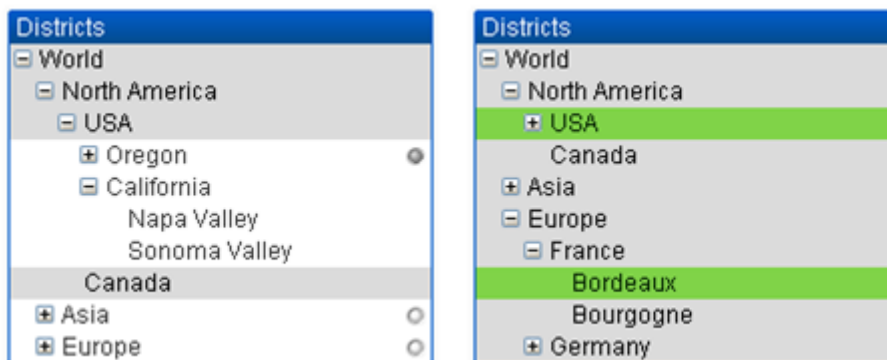 Districts
World
North America
USA
Oregon
California
Napa Valley
Sonoma Valley
Canada
Asia
Europe
Districts
World
North America
USA
Canada
Asia
Europe
France
Bordeaux
Bourgogne
Germany